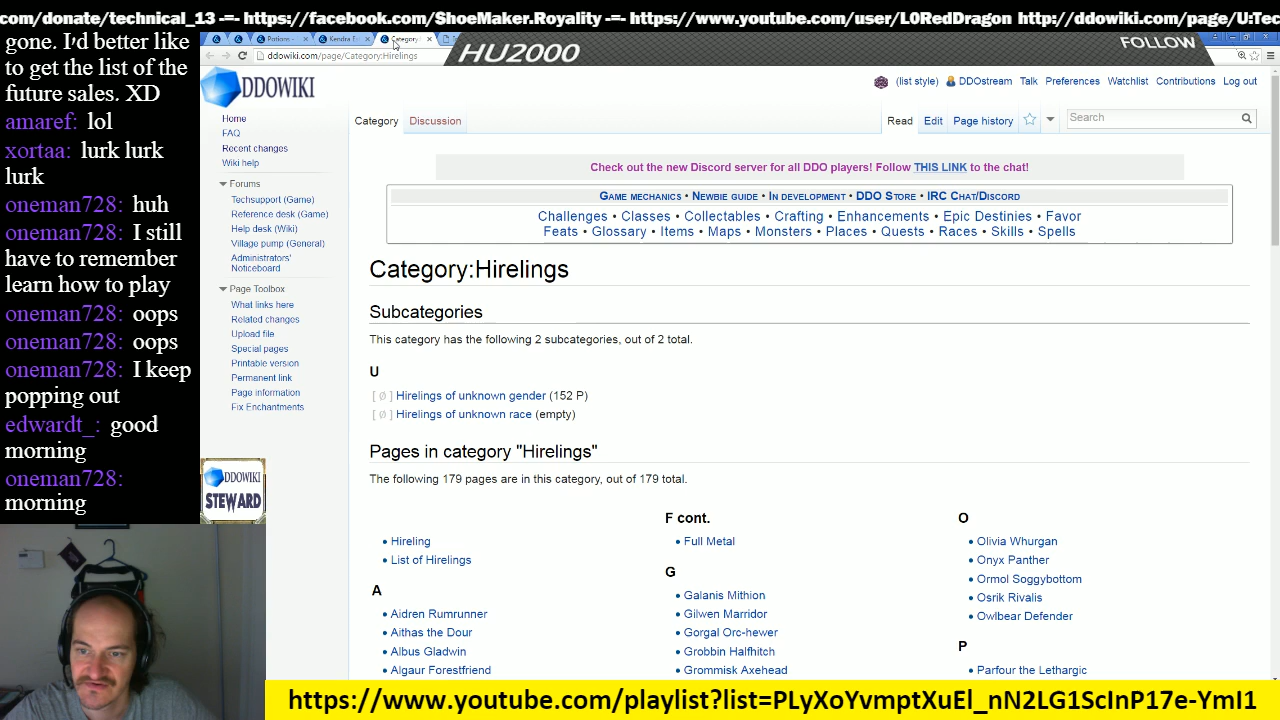 com/donate/technical_13 -=- https://facebook.com/ShoeMaker.Royality -=- https://www.youtube.com/user/L0RedDragon http://ddowiki.com/page/U:Tec
gone. I'd better like
to get the list of the
future sales. XD
amaref: lol
xortaa: lurk lurk
lurk
oneman728: huh
oneman728: I still
have to remember
learn how to play
oneman728: oops
oneman728: oops
oneman728: I keep
popping out
edwardt_: good
morning
oneman728:
morning
Potions
Kendra E
Category
HU2000
FOLLOW
ddowiki.com/page/Category:Hirelings
DDOWIKI
(list style) DDOstream Talk Preferences Watchlist Contributions Log out
Home
FAQ
Recent changes
Wiki help
Forums
Techsupport (Game)
Reference desk (Game)
Help desk (Wiki)
Village pump (General)
Administrators'
Noticeboard
Page Toolbox
What links here
Related changes
Upload file
Special pages
Printable version
Permanent link
Page information
Fix Enchantments
DDOWIKI
STEWARD
Category Discussion Read Edit Page history Search
Check out the new Discord server for all DDO players! Follow THIS LINK to the chat!
Game mechanics • Newbie guide • In development • DDO Store • IRC Chat/Discord
Challenges • Classes • Collectables • Crafting • Enhancements • Epic Destinies • Favor
Feats • Glossary • Items • Maps • Monsters • Places • Quests • Races • Skills • Spells
Category:Hirelings
Subcategories
This category has the following 2 subcategories, out of 2 total.
U
[ Ø ] Hirelings of unknown gender (152 P)
[ Ø ] Hirelings of unknown race (empty)
Pages in category "Hirelings"
The following 179 pages are in this category, out of 179 total.
• Hireling
• List of Hirelings
A
• Aidren Rumrunner
• Aithas the Dour
• Albus Gladwin
• Algaur Forestfriend
F cont.
• Full Metal
G
• Galanis Mithion
• Gilwen Marridor
• Gorgal Orc-hewer
• Grobbin Halfhitch
• Grommisk Axehead
O
• Olivia Whurgan
• Onyx Panther
• Ormol Soggybottom
• Osrik Rivalis
• Owlbear Defender
P
• Parfour the Lethargic
https://www.youtube.com/playlist?list=PLyXoYvmptXuEl_nN2LG1ScInP17e-YmI1